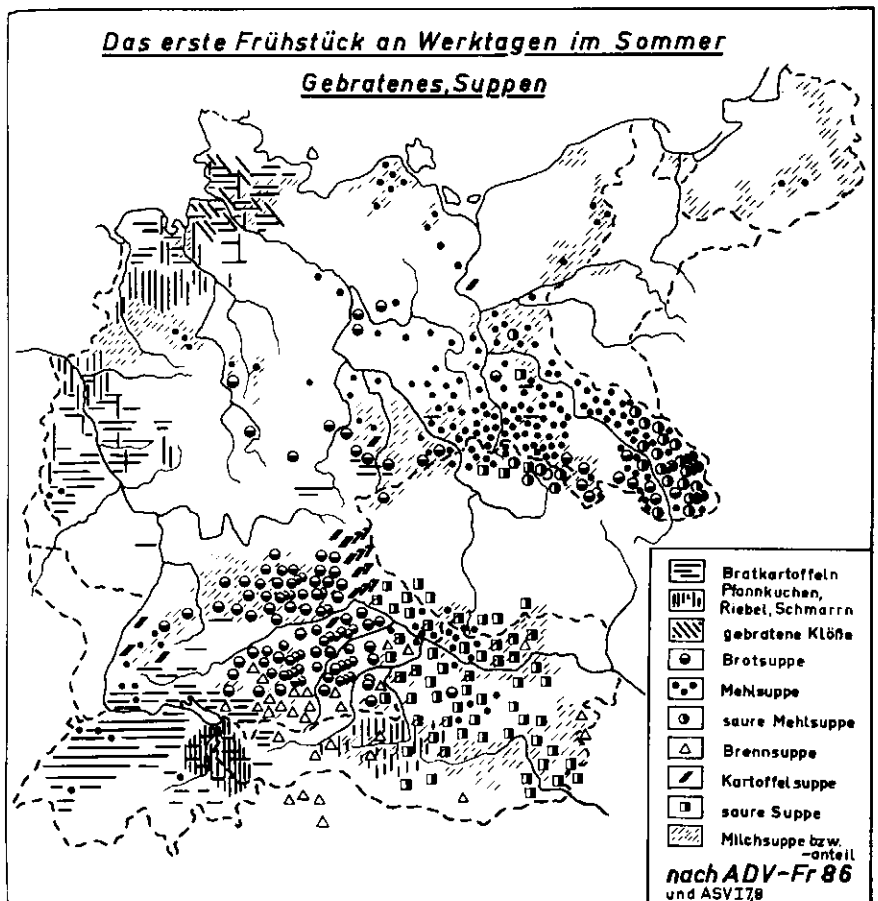 Das erste Frühstück an Werktagen im Sommer
Gebratenes, Suppen
Bratkartoffeln
Pfannkuchen,
Riebel, Schmarrn
gebratene Klöße
Brotsuppe
Mehlsuppe
saure Mehlsuppe
Brennsuppe
Kartoffelsuppe
saure Suppe
Milchsuppe bzw.
-anteil
nach ADV-Fr 86
und ASV I 7,8